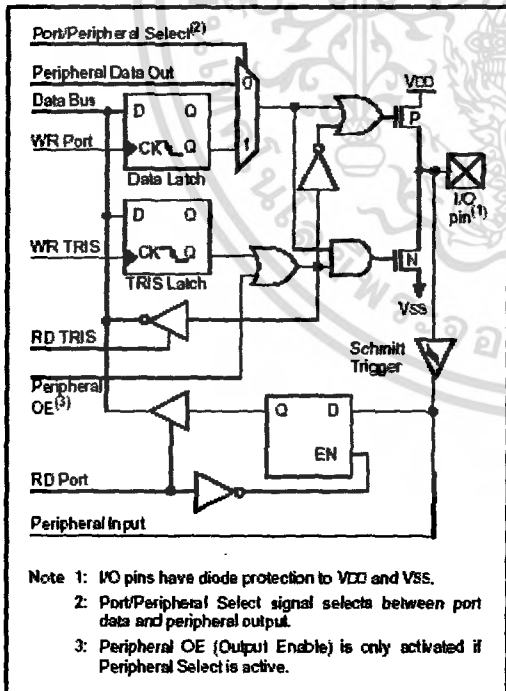 Port/Peripheral Select(2)
Peripheral Data Out
Data Bus
WR Port
D Q
CK Q
Data Latch
0
1
VDD
P
I/O
pin(1)
WR TRIS
D Q
CK Q
TRIS Latch
N
VSS
RD TRIS
Schmitt
Trigger
Peripheral
OE(3)
Q D
EN
RD Port
Peripheral Input
Note 1: I/O pins have diode protection to VDD and VSS.
2: Port/Peripheral Select signal selects between port
data and peripheral output.
3: Peripheral OE (Output Enable) is only activated if
Peripheral Select is active.